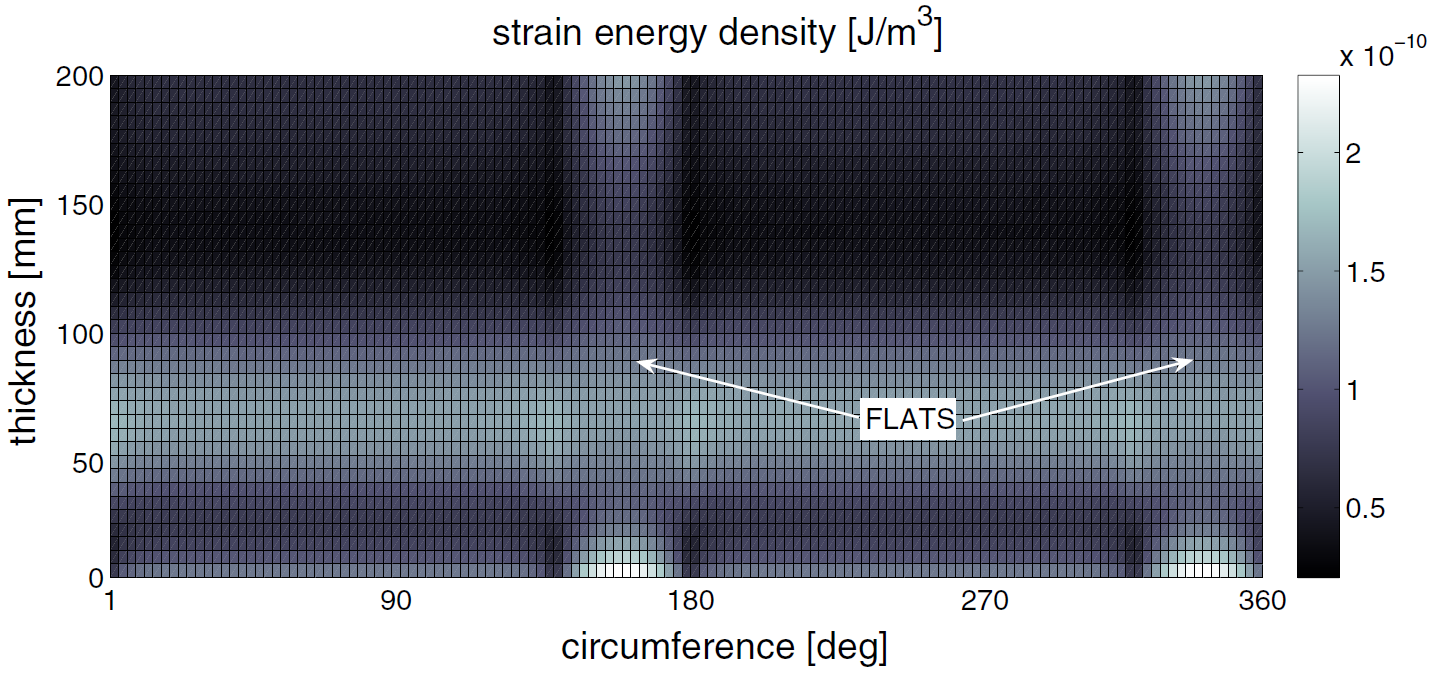 strain energy density [J/m³]
x 10⁻¹⁰
200
150
100
50
0
thickness [mm]
FLATS
2
1.5
1
0.5
1
90
180
270
360
circumference [deg]